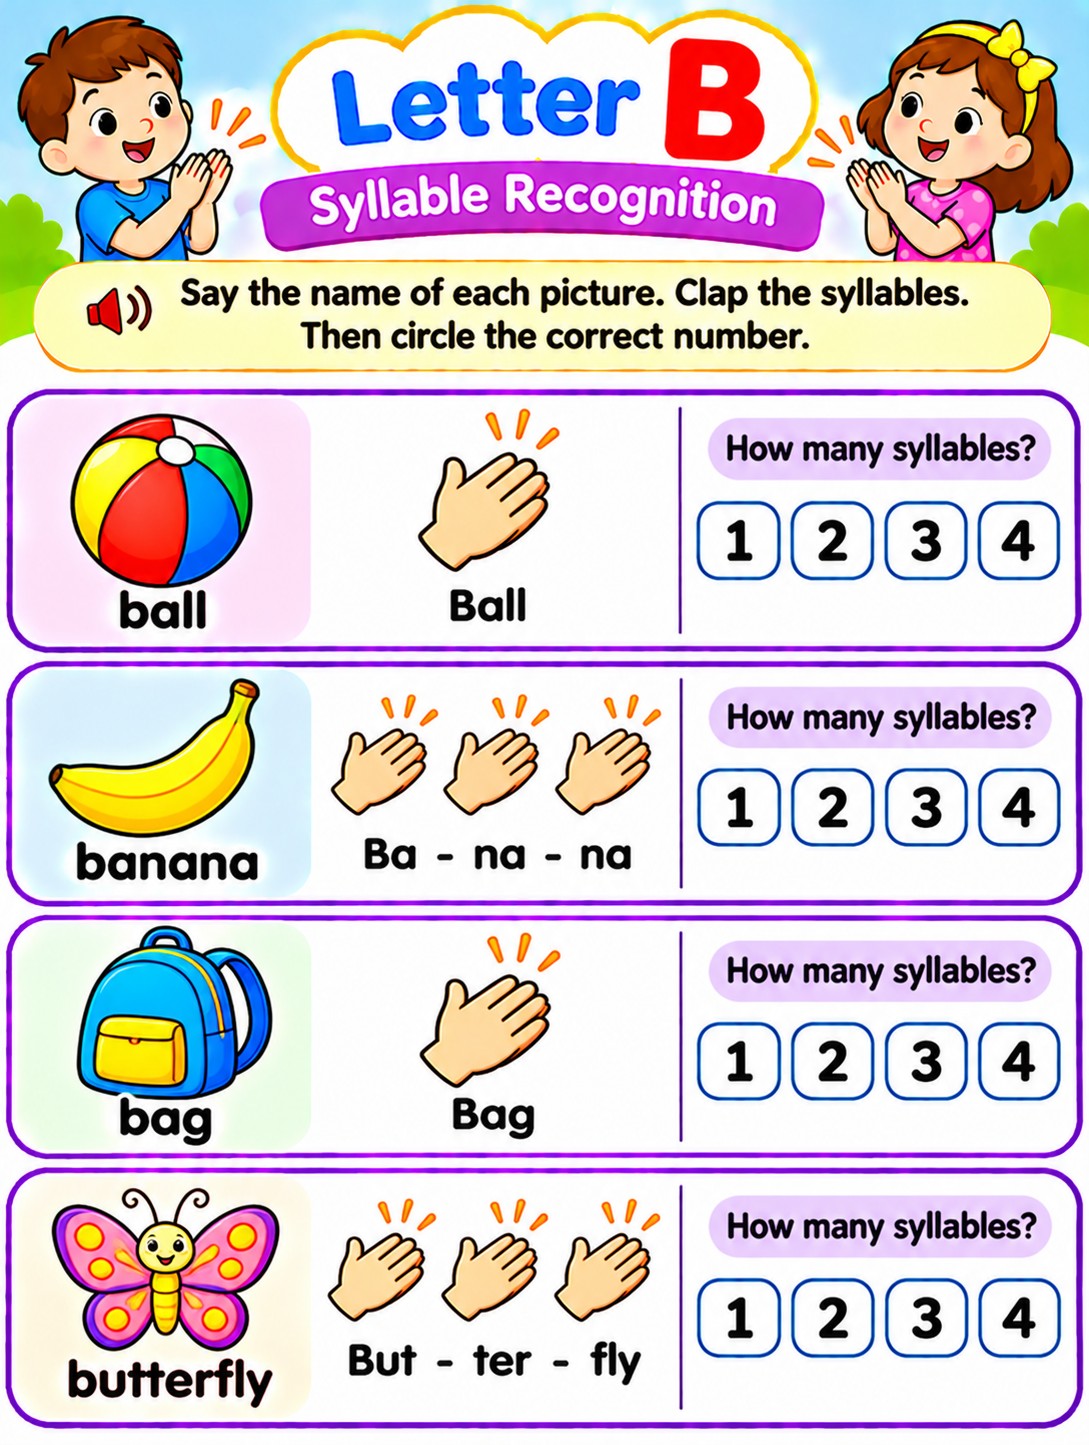 Letter B
Syllable Recognition
Say the name of each picture. Clap the syllables.
Then circle the correct number.
ball
Ball
How many syllables?
1 2 3 4
banana
Ba - na - na
How many syllables?
1 2 3 4
bag
Bag
How many syllables?
1 2 3 4
butterfly
But - ter - fly
How many syllables?
1 2 3 4